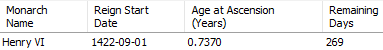 Monarch Name Reign Start Date Age at Ascension (Years) Remaining Days
Henry VI 1422-09-01 0.7370 269